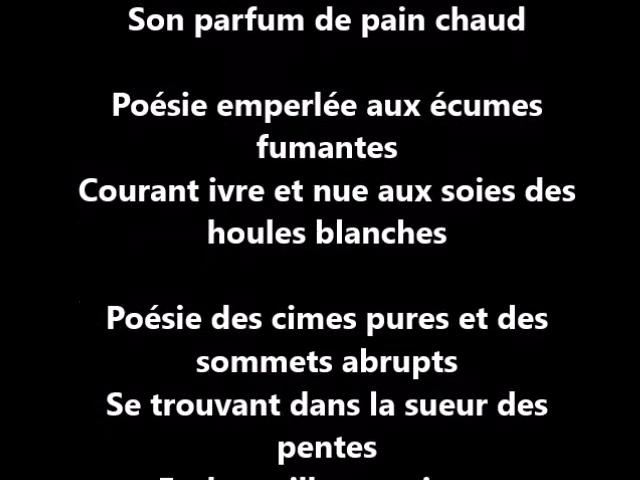 Son parfum de pain chaud
Poésie emperlée aux écumes
fumantes
Courant ivre et nue aux soies des
houles blanches
Poésie des cimes pures et des
sommets abrupts
Se trouvant dans la sueur des
pentes